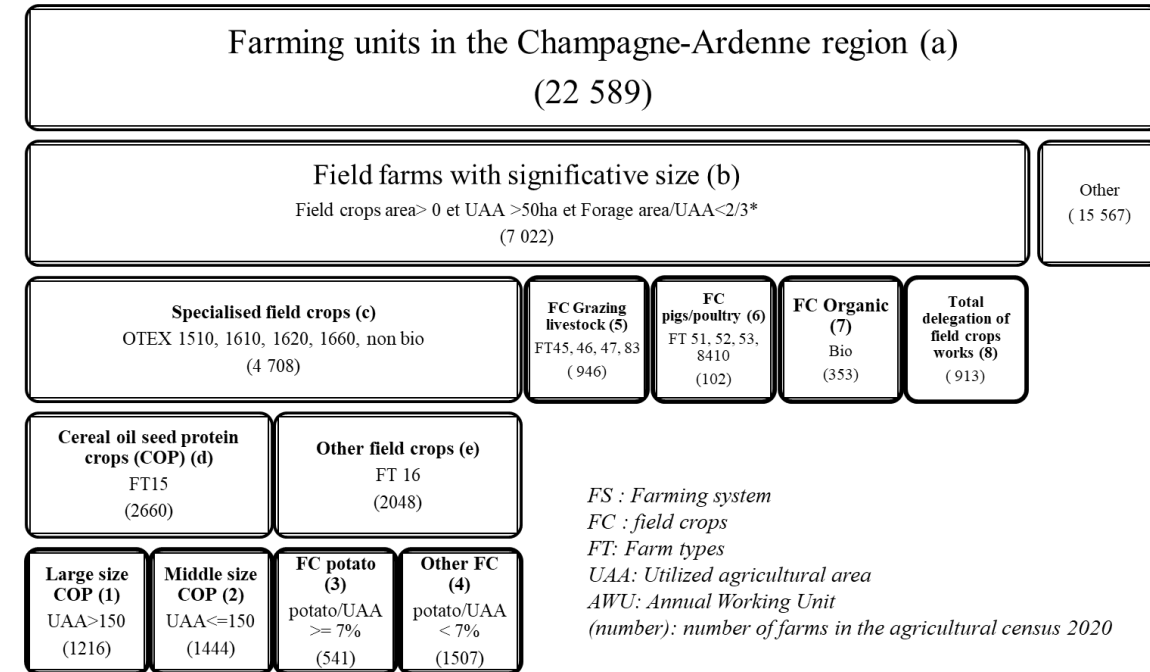 Farming units in the Champagne-Ardenne region (a)
(22 589)
Field farms with significative size (b)
Field crops area> 0 et UAA >50ha et Forage area/UAA<2/3*
(7 022)
Other
( 15 567)
Specialised field crops (c)
OTEX 1510, 1610, 1620, 1660, non bio
(4 708)
FC Grazing
livestock (5)
FT45, 46, 47, 83
( 946)
FC
pigs/poultry (6)
FT 51, 52, 53,
8410
(102)
FC Organic
(7)
Bio
(353)
Total
delegation of
field crops
works (8)
( 913)
Cereal oil seed protein
crops (COP) (d)
FT15
(2660)
Other field crops (e)
FT 16
(2048)
Large size
COP (1)
UAA>150
(1216)
Middle size
COP (2)
UAA<=150
(1444)
FC potato
(3)
potato/UAA
>= 7%
(541)
Other FC
(4)
potato/UAA
< 7%
(1507)
FS : Farming system
FC : field crops
FT: Farm types
UAA: Utilized agricultural area
AWU: Annual Working Unit
(number): number of farms in the agricultural census 2020